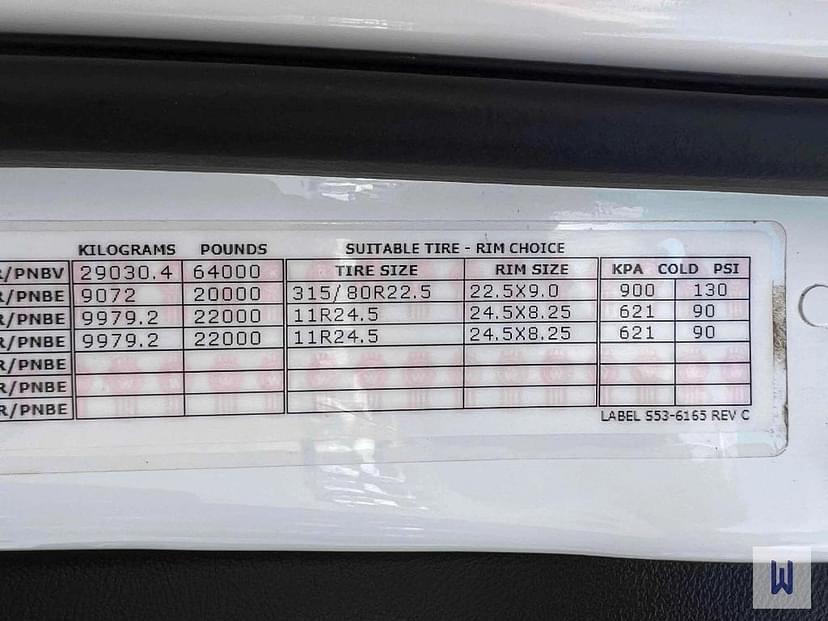 KILOGRAMS POUNDS SUITABLE TIRE - RIM CHOICE
R/PNBV 29030.4 64000 TIRE SIZE RIM SIZE KPA COLD PSI
R/PNBE 9072 20000 315/80R22.5 22.5X9.0 900 130
R/PNBE 9979.2 22000 11R24.5 24.5X8.25 621 90
R/PNBE 9979.2 22000 11R24.5 24.5X8.25 621 90
R/PNBE
R/PNBE
R/PNBE
LABEL S53-6165 REV C
W